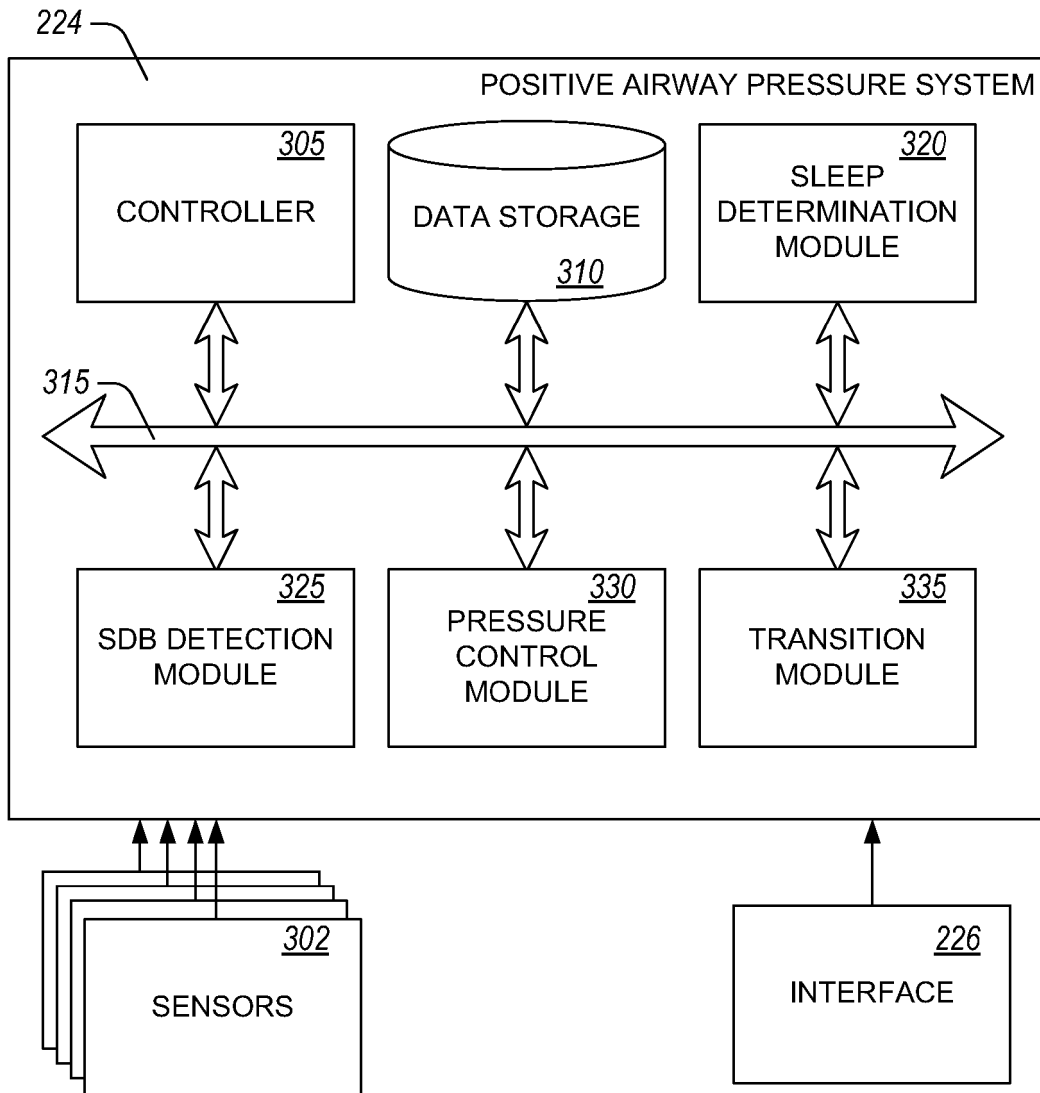 224
POSITIVE AIRWAY PRESSURE SYSTEM
305
CONTROLLER
DATA STORAGE
310
320
SLEEP
DETERMINATION
MODULE
315
325
SDB DETECTION
MODULE
330
PRESSURE
CONTROL
MODULE
335
TRANSITION
MODULE
302
SENSORS
226
INTERFACE